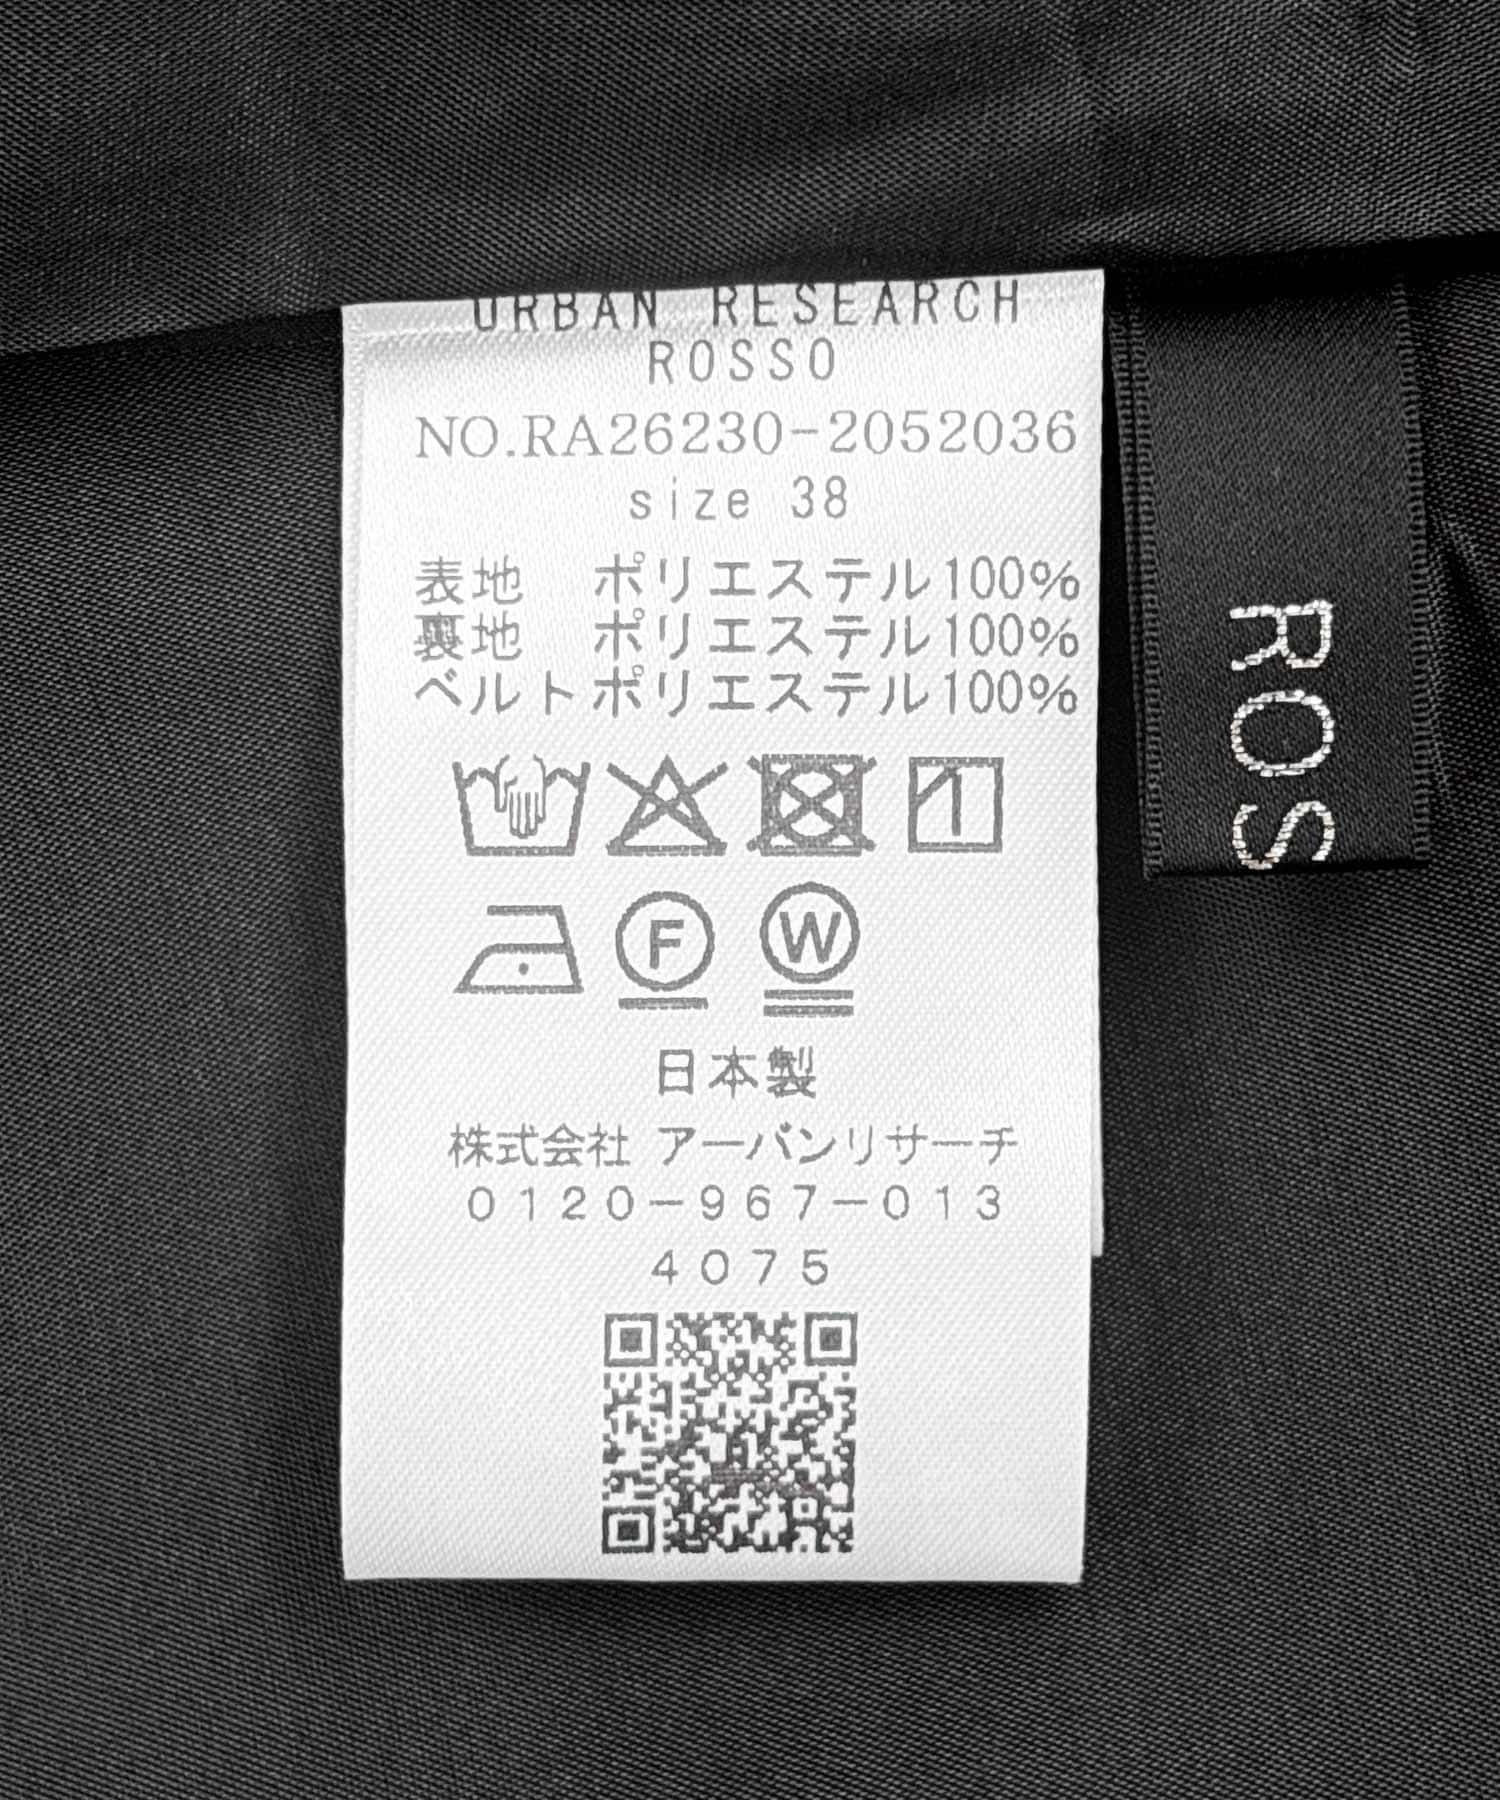 URBAN RESEARCH
ROSSO
NO.RA26230-2052036
size 38
表地 ポリエステル100%
裏地 ポリエステル100%
ベルトポリエステル100%
F
W
日本製
株式会社 アーバンリサーチ
0120-967-013
4075
ROS